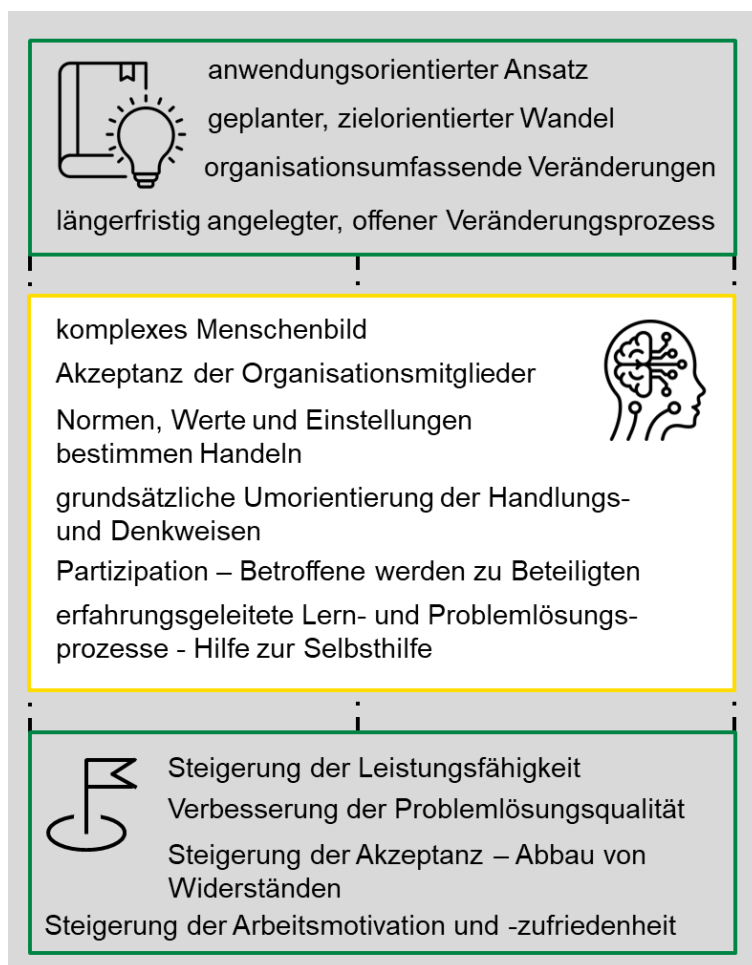 anwendungsorientierter Ansatz
geplanter, zielorientierter Wandel
organisationsumfassende Veränderungen
längerfristig angelegter, offener Veränderungsprozess
komplexes Menschenbild
Akzeptanz der Organisationsmitglieder
Normen, Werte und Einstellungen
bestimmen Handeln
grundsätzliche Umorientierung der Handlungs-
und Denkweisen
Partizipation – Betroffene werden zu Beteiligten
erfahrungsgeleitete Lern- und Problemlösungs-
prozesse - Hilfe zur Selbsthilfe
Steigerung der Leistungsfähigkeit
Verbesserung der Problemlösungsqualität
Steigerung der Akzeptanz – Abbau von
Widerständen
Steigerung der Arbeitsmotivation und -zufriedenheit